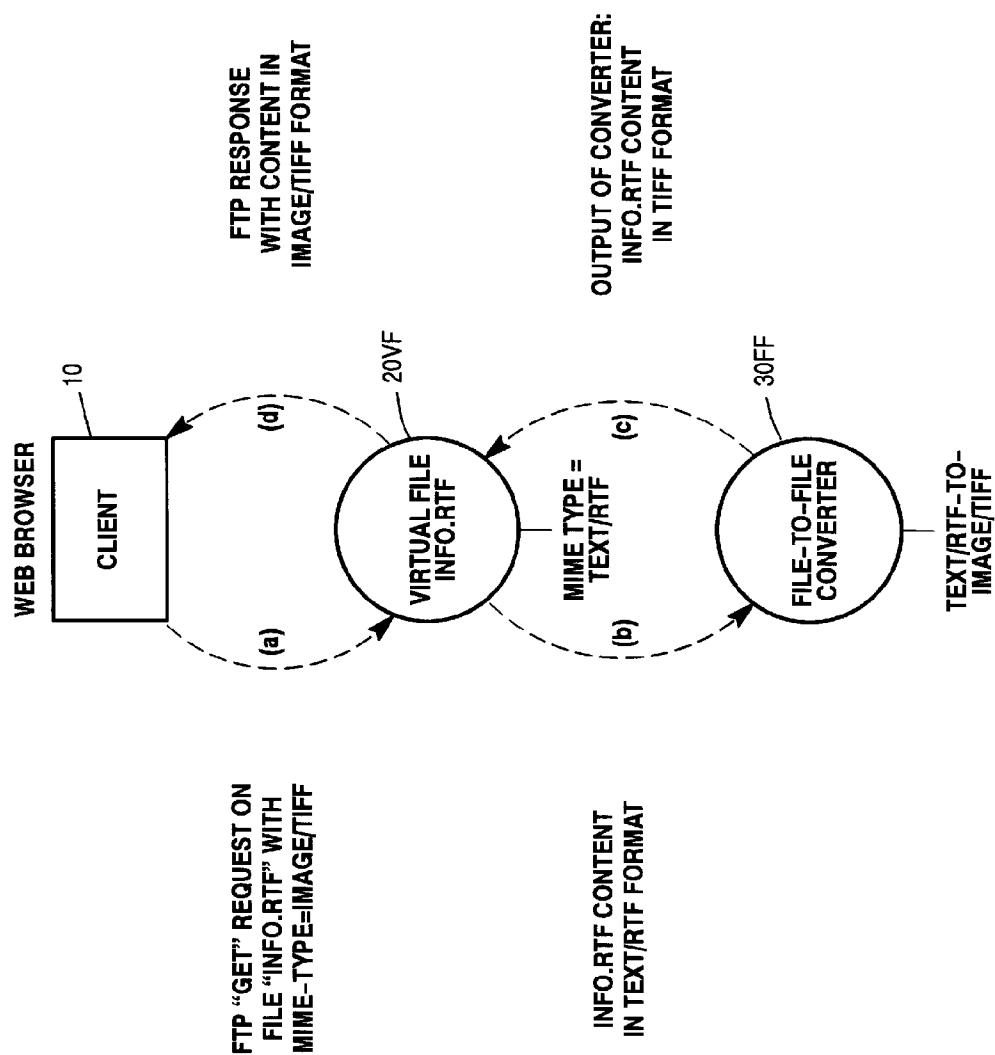 WEB BROWSER
CLIENT
10
FTP "GET" REQUEST ON
FILE "INFO.RTF" WITH
MIME-TYPE=IMAGE/TIFF
(a)
(d)
FTP RESPONSE
WITH CONTENT IN
IMAGE/TIFF FORMAT
VIRTUAL FILE
INFO.RTF
20VF
MIME TYPE =
TEXT/RTF
INFO.RTF CONTENT
IN TEXT/RTF FORMAT
(b)
(c)
OUTPUT OF CONVERTER:
INFO.RTF CONTENT
IN TIFF FORMAT
FILE-TO-FILE
CONVERTER
30FF
TEXT/RTF-TO-
IMAGE/TIFF